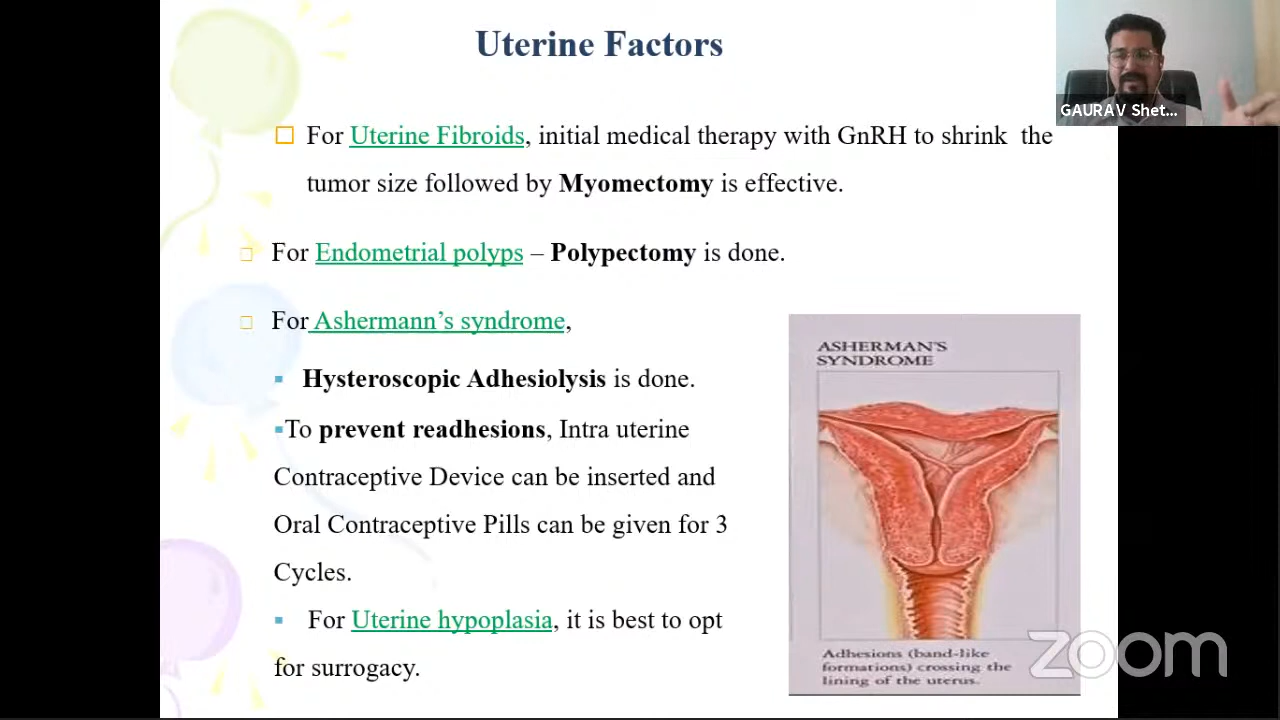 Uterine Factors
GAURAV Shet...
For Uterine Fibroids, initial medical therapy with GnRH to shrink the
tumor size followed by Myomectomy is effective.
For Endometrial polyps – Polypectomy is done.
For Ashermann’s syndrome,
Hysteroscopic Adhesiolysis is done.
To prevent readhesions, Intra uterine
Contraceptive Device can be inserted and
Oral Contraceptive Pills can be given for 3
Cycles.
For Uterine hypoplasia, it is best to opt
for surrogacy.
ASHERMAN'S
SYNDROME
Adhesions (band-like
formations) crossing the
lining of the uterus.
zoom